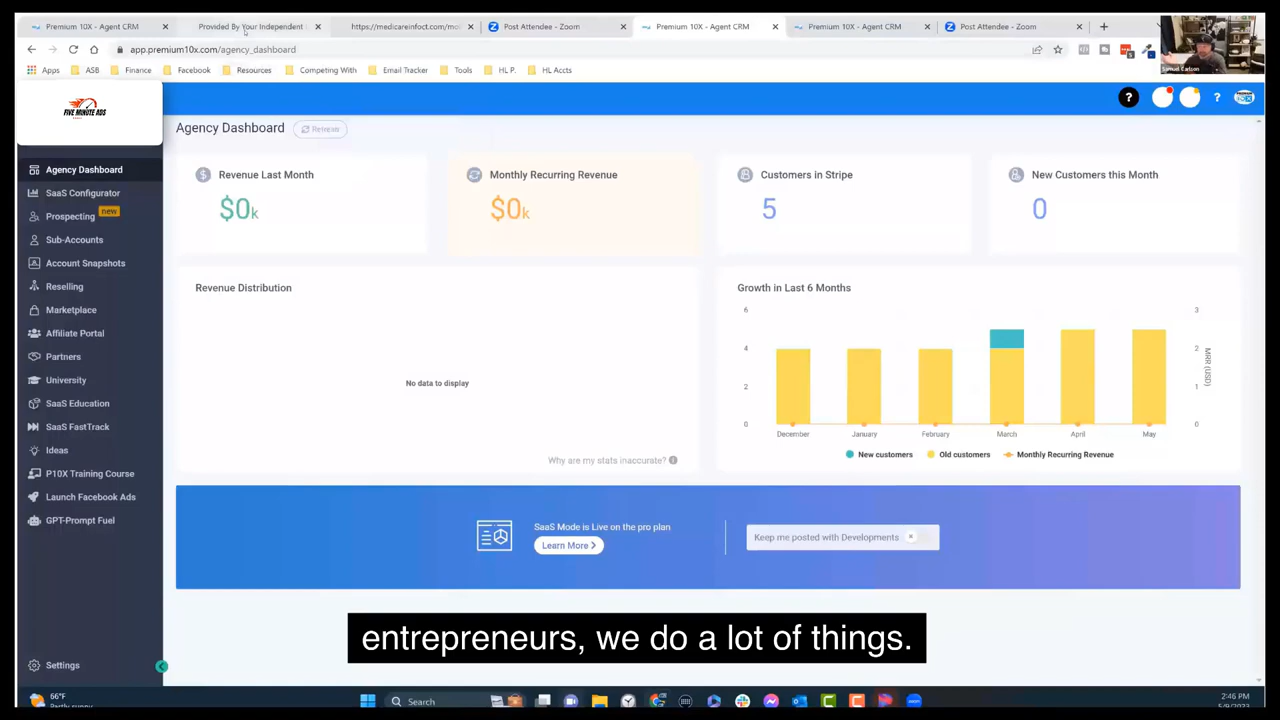 Premium 10X - Agent CRM
Provided By Your Independent
https://medicareinfoct.com/mo
Post Attendee - Zoom
Premium 10X - Agent CRM
Premium 10X - Agent CRM
Post Attendee - Zoom
app.premium10x.com/agency_dashboard
Apps
ASB
Finance
Facebook
Resources
Competing With
Email Tracker
Tools
HL P.
HL Accts
Samuel Carlson
FIVE MINUTE ADS
Agency Dashboard
SaaS Configurator
Prospecting new
Sub-Accounts
Account Snapshots
Reselling
Marketplace
Affiliate Portal
Partners
University
SaaS Education
SaaS FastTrack
Ideas
P10X Training Course
Launch Facebook Ads
GPT-Prompt Fuel
Settings
Agency Dashboard
Refresh
Revenue Last Month
$0k
Monthly Recurring Revenue
$0k
Customers in Stripe
5
New Customers this Month
0
Revenue Distribution
No data to display
Why are my stats inaccurate?
Growth in Last 6 Months
6
4
2
0
3
2
1
0
MRR (USD)
December
January
February
March
April
May
New customers
Old customers
Monthly Recurring Revenue
SaaS Mode is Live on the pro plan
Learn More >
Keep me posted with Developments
entrepreneurs, we do a lot of things.
66°F
Partly sunny
Search
2:46 PM